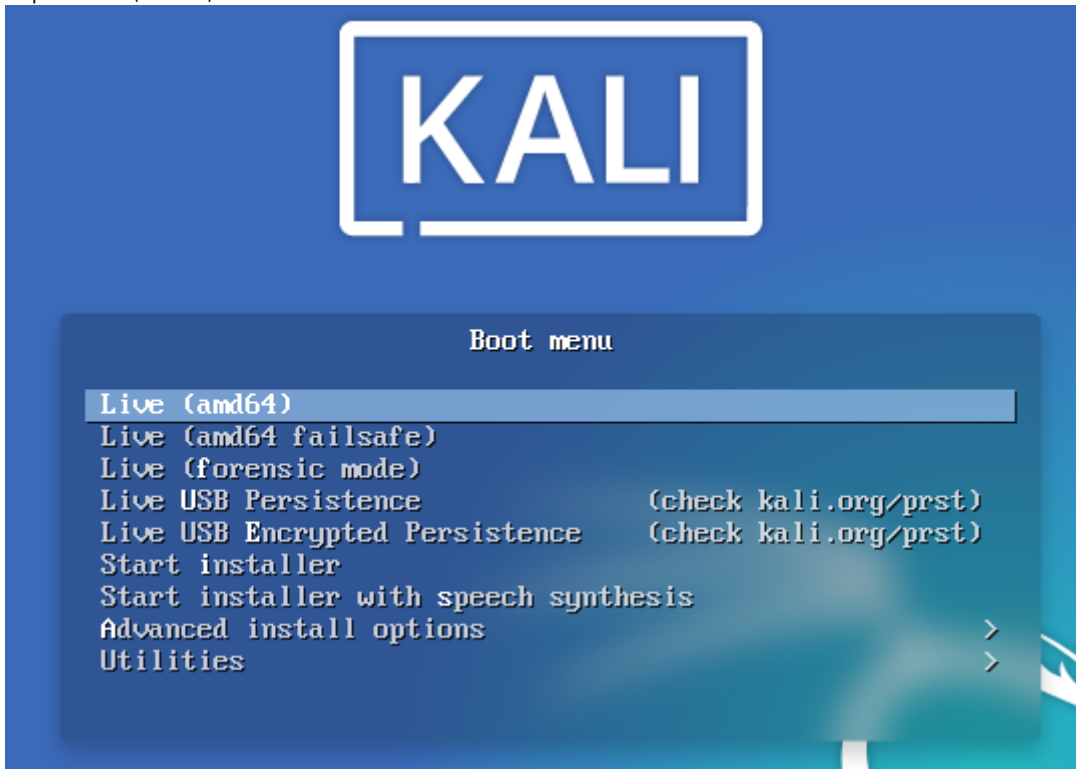 KALI
Boot menu
Live (amd64)
Live (amd64 failsafe)
Live (forensic mode)
Live USB Persistence (check kali.org/prst)
Live USB Encrypted Persistence (check kali.org/prst)
Start installer
Start installer with speech synthesis
Advanced install options >
Utilities >